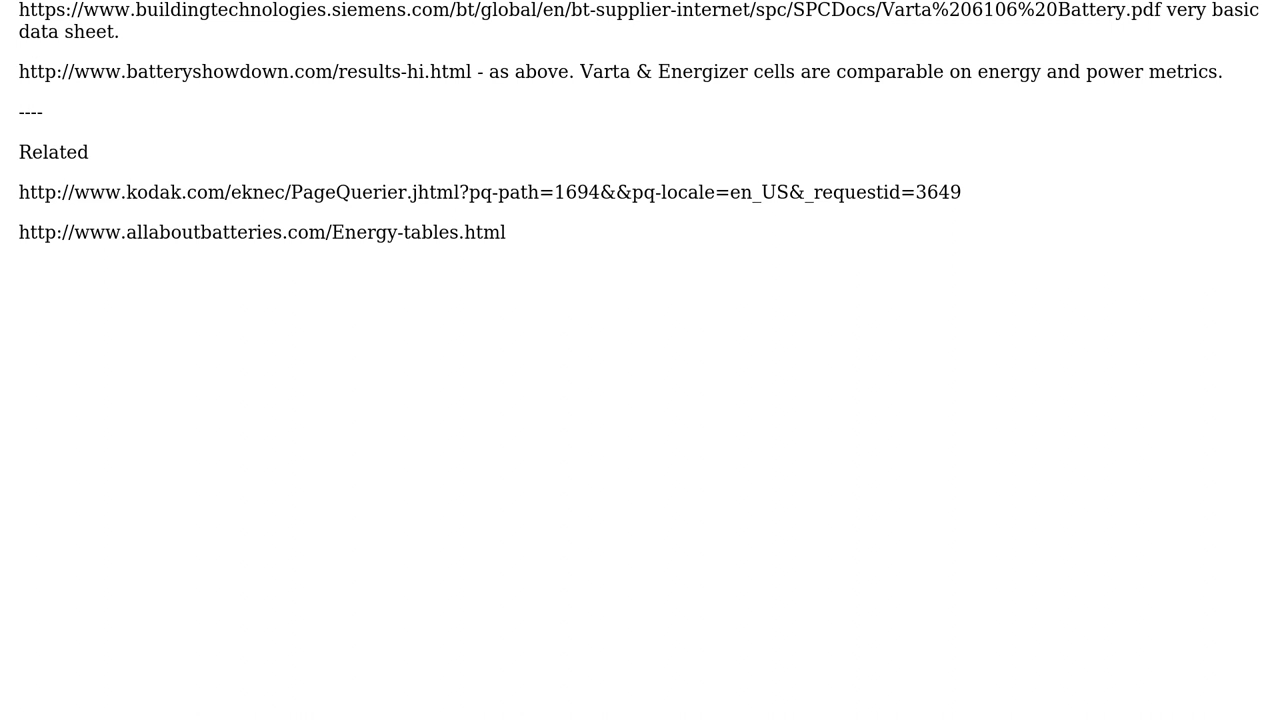 https://www.buildingtechnologies.siemens.com/bt/global/en/bt-supplier-internet/spc/SPCDocs/Varta%206106%20Battery.pdf very basic
data sheet.
http://www.batteryshowdown.com/results-hi.html - as above. Varta & Energizer cells are comparable on energy and power metrics.
----
Related
http://www.kodak.com/eknec/PageQuerier.jhtml?pq-path=1694&&pq-locale=en_US&_requestid=3649
http://www.allaboutbatteries.com/Energy-tables.html